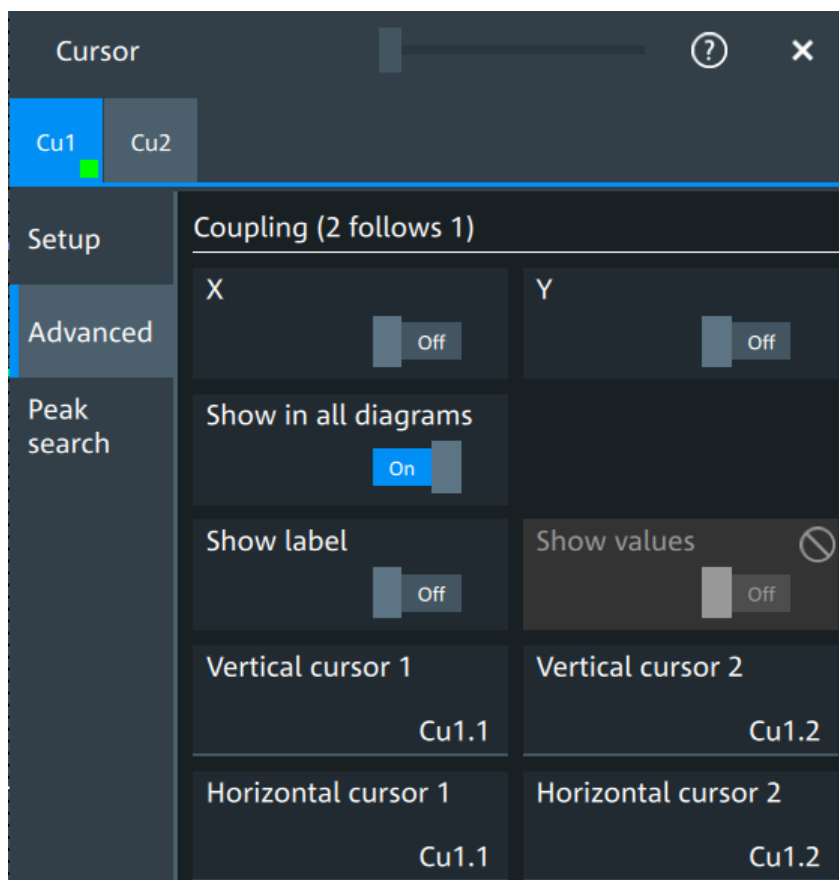 Cursor
?
Cu1
Cu2
Setup
Advanced
Peak
search
Coupling (2 follows 1)
X
Y
Off
Off
Show in all diagrams
On
Show label
Show values
Off
Off
Vertical cursor 1
Vertical cursor 2
Cu1.1
Cu1.2
Horizontal cursor 1
Horizontal cursor 2
Cu1.1
Cu1.2